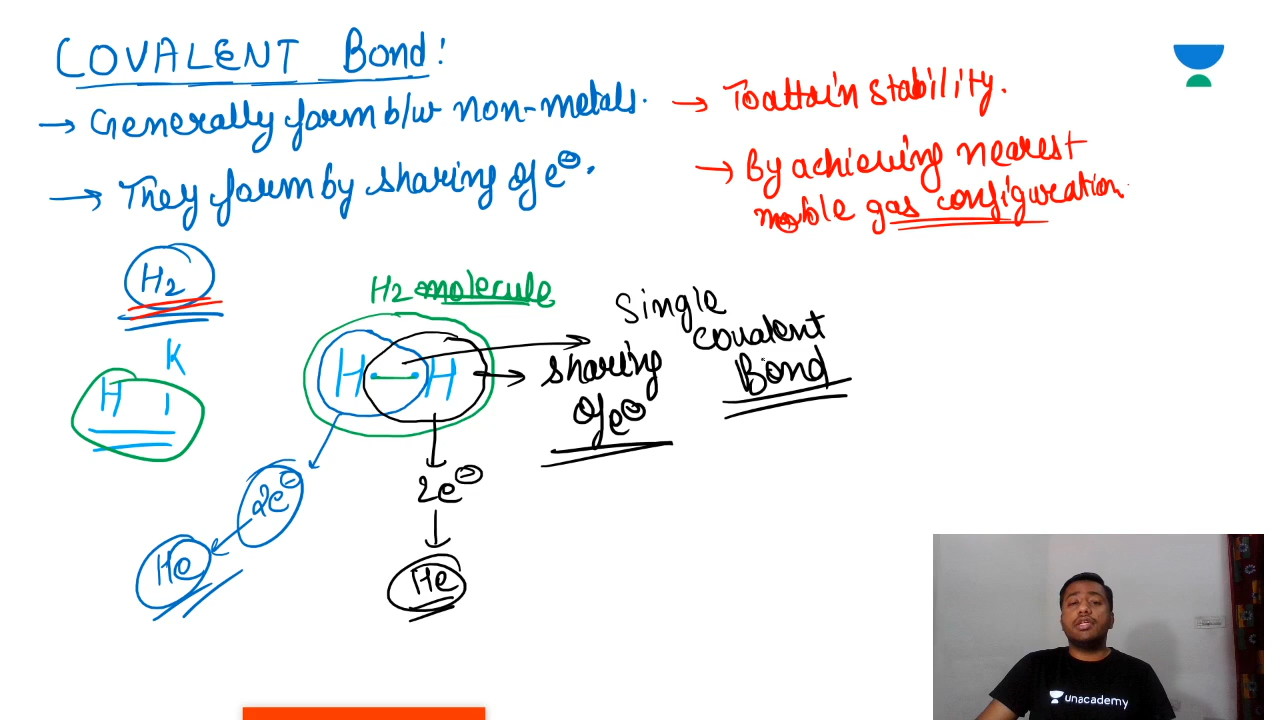 COVALENT Bond:
→ Generally form b/w non-metals.
→ They form by sharing of e⊖.
→ To attain stability.
→ By achieving nearest
noble gas configuration.
H2
H2 molecule
K
H 1
H — H
Single
covalent
Bond
sharing
of e⊖
2e⊖
He
2e⊖
He
unacademy